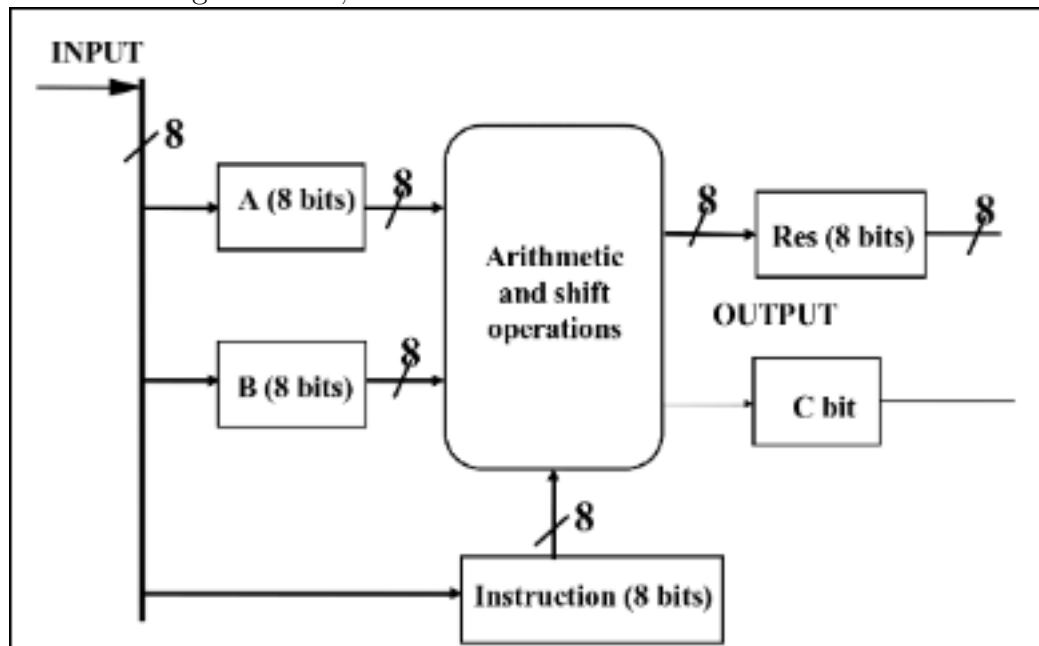 INPUT
8
A (8 bits)
8
8
Res (8 bits)
8
Arithmetic
and shift
operations
OUTPUT
B (8 bits)
8
C bit
8
Instruction (8 bits)